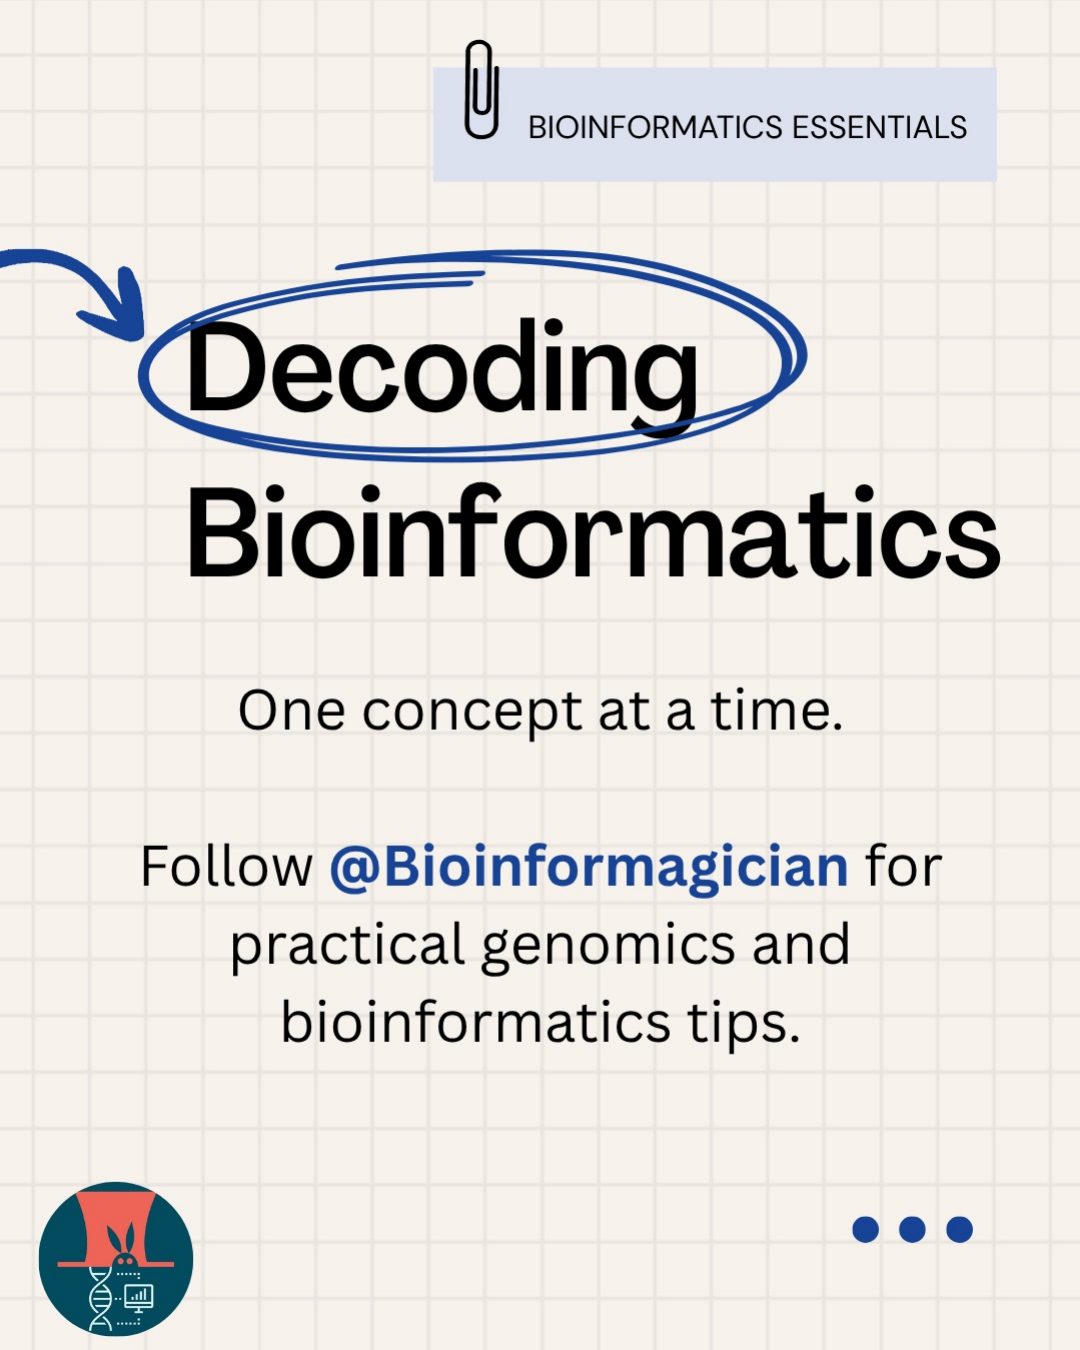 BIOINFORMATICS ESSENTIALS
Decoding
Bioinformatics
One concept at a time.
Follow @Bioinformagician for
practical genomics and
bioinformatics tips.